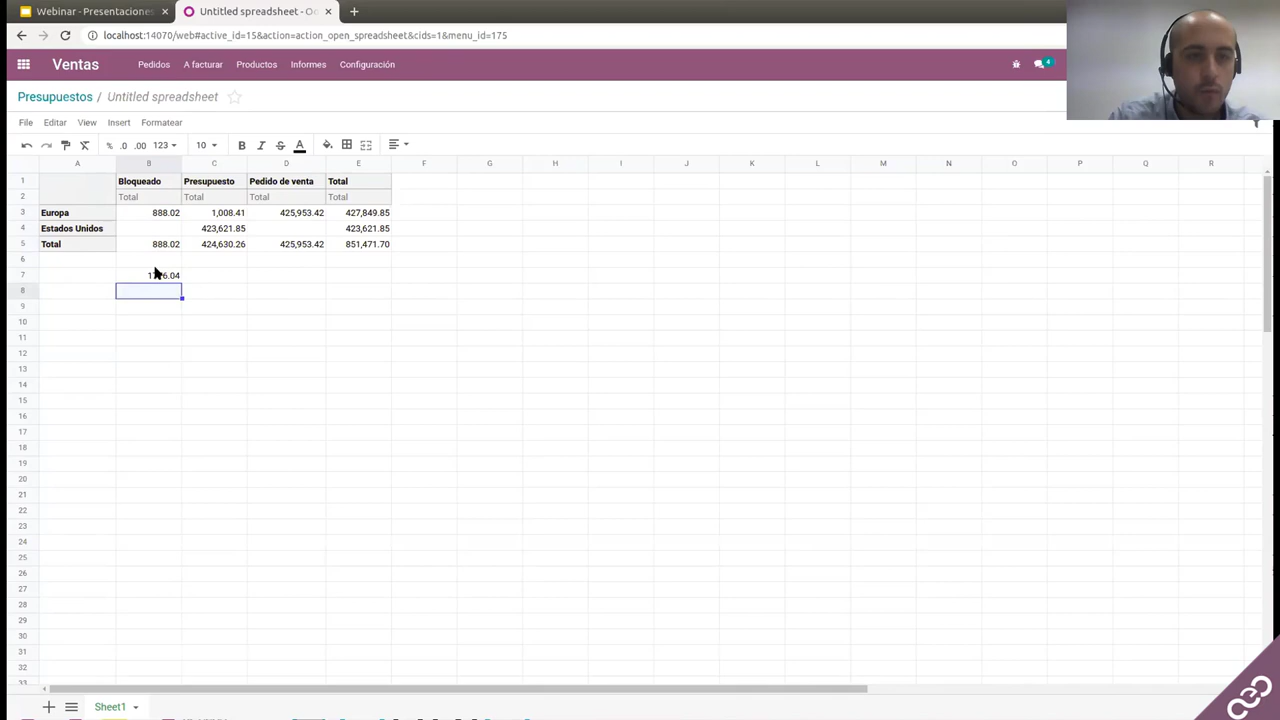 Webinar - Presentaciones
Untitled spreadsheet - Oo
localhost:14070/web#active_id=15&action=action_open_spreadsheet&cids=1&menu_id=175
Ventas Pedidos A facturar Productos Informes Configuración 4
Presupuestos / Untitled spreadsheet
File Editar View Insert Formatear
% .0 .00 123 10 B I S A
A B C D E F G H I J K L M N O P Q R
1 Bloqueado Presupuesto Pedido de venta Total
2 Total Total Total Total
3 Europa 888.02 1,008.41 425,953.42 427,849.85
4 Estados Unidos 423,621.85 423,621.85
5 Total 888.02 424,630.26 425,953.42 851,471.70
6
7
8
9
10
11
12
13
14
15
16
17
18
19
20
21
22
23
24
25
26
27
28
29
30
31
32
33
Sheet1